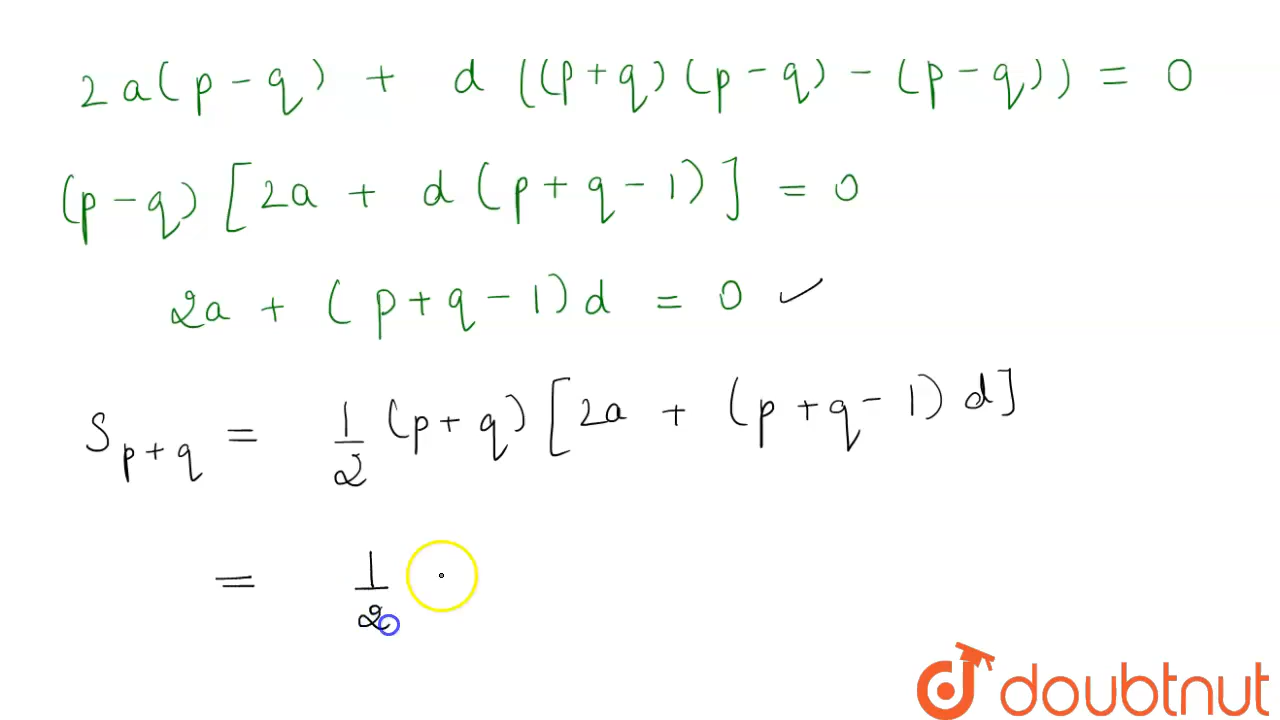 2a(p-q) + d((p+q)(p-q)-(p-q)) = 0
(p-q)[2a + d(p+q-1)] = 0
2a + (p+q-1)d = 0 ✓
S_{p+q} = 1/2 (p+q)[2a + (p+q-1)d]
= 1/2
doubtnut